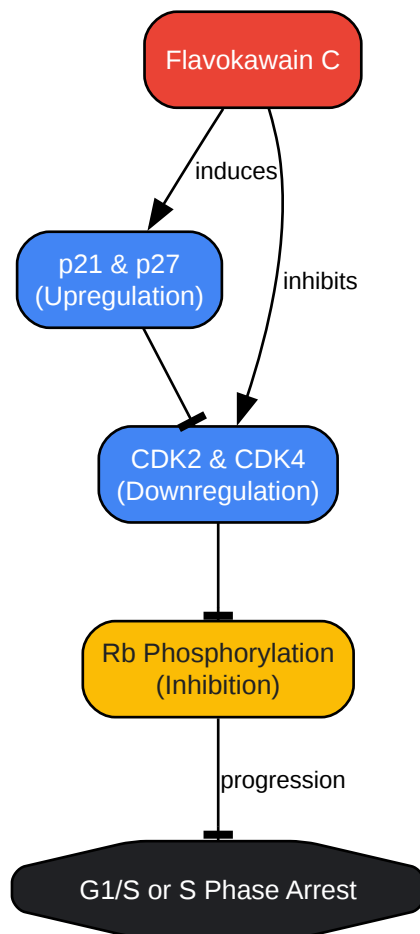 Flavokawain C
induces
p21 & p27
(Upregulation)
inhibits
CDK2 & CDK4
(Downregulation)
Rb Phosphorylation
(Inhibition)
progression
G1/S or S Phase Arrest